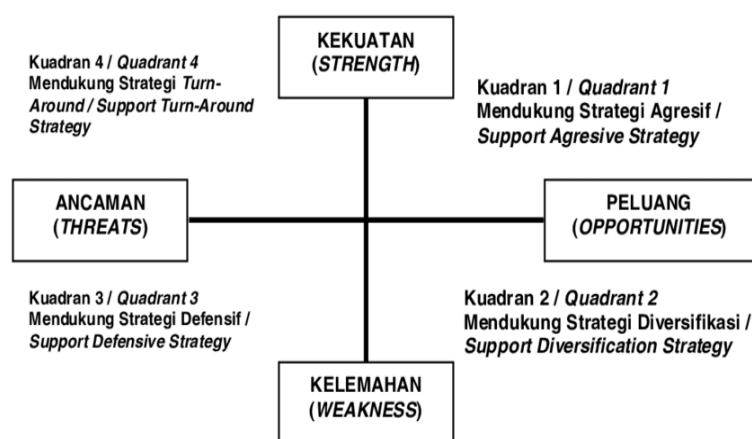 KEKUATAN
(STRENGTH)
Kuadran 4 / Quadrant 4
Mendukung Strategi Turn-
Around / Support Turn-Around
Strategy
Kuadran 1 / Quadrant 1
Mendukung Strategi Agresif /
Support Agresive Strategy
ANCAMAN
(THREATS)
PELUANG
(OPPORTUNITIES)
Kuadran 3 / Quadrant 3
Mendukung Strategi Defensif /
Support Defensive Strategy
Kuadran 2 / Quadrant 2
Mendukung Strategi Diversifikasi /
Support Diversification Strategy
KELEMAHAN
(WEAKNESS)